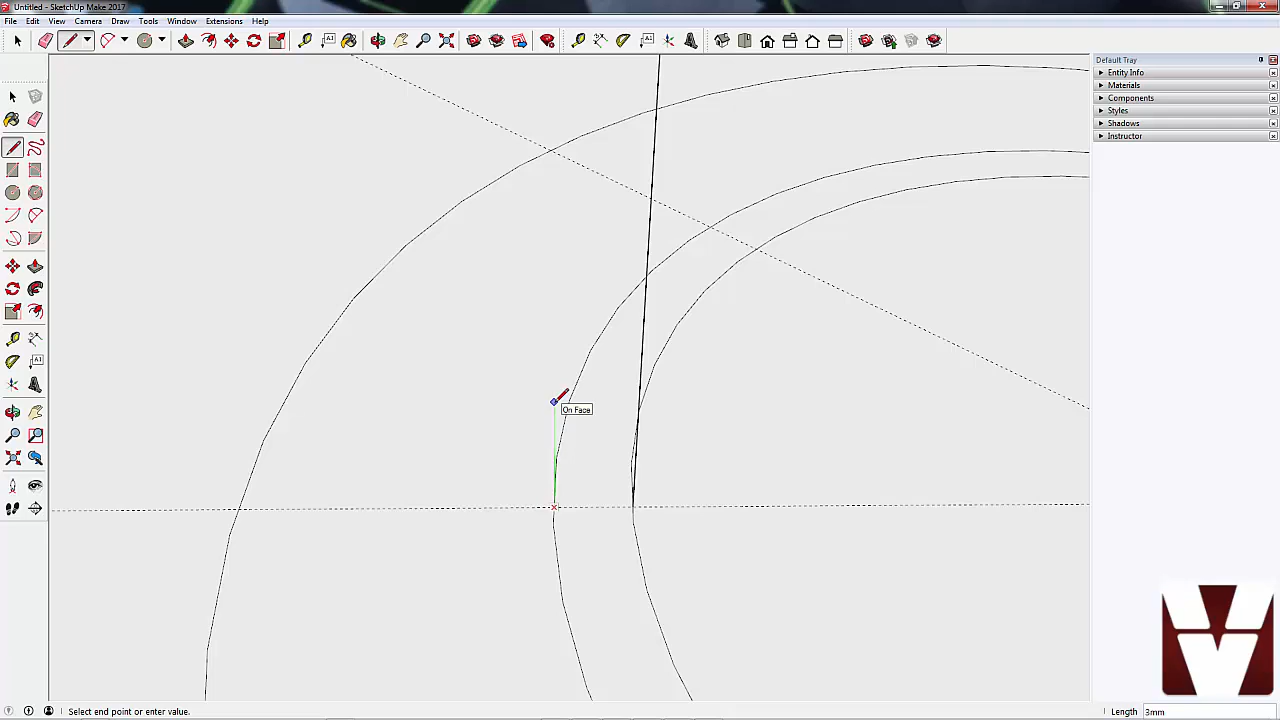 Untitled - SketchUp Make 2017
File Edit View Camera Draw Tools Window Extensions Help
Default Tray
Entity Info
Materials
Components
Styles
Shadows
Instructor
On Face
Select end point or enter value.
Length 3mm